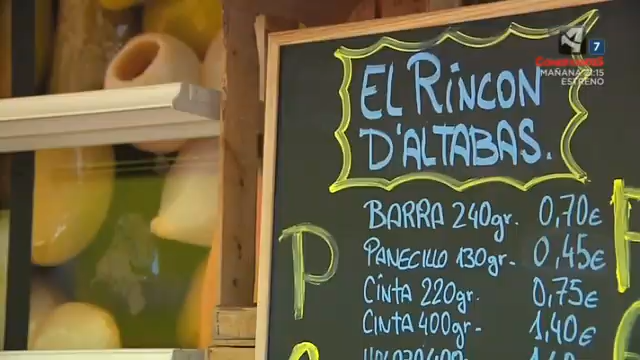 7
MAÑANA 21:15
ESTRENO
EL RINCON
D'ALTABAS.
BARRA 240gr. 0,70€
PANECILLO 130gr. 0,45€
CINTA 220gr. 0,75€
CINTA 400gr. 1,40€
P